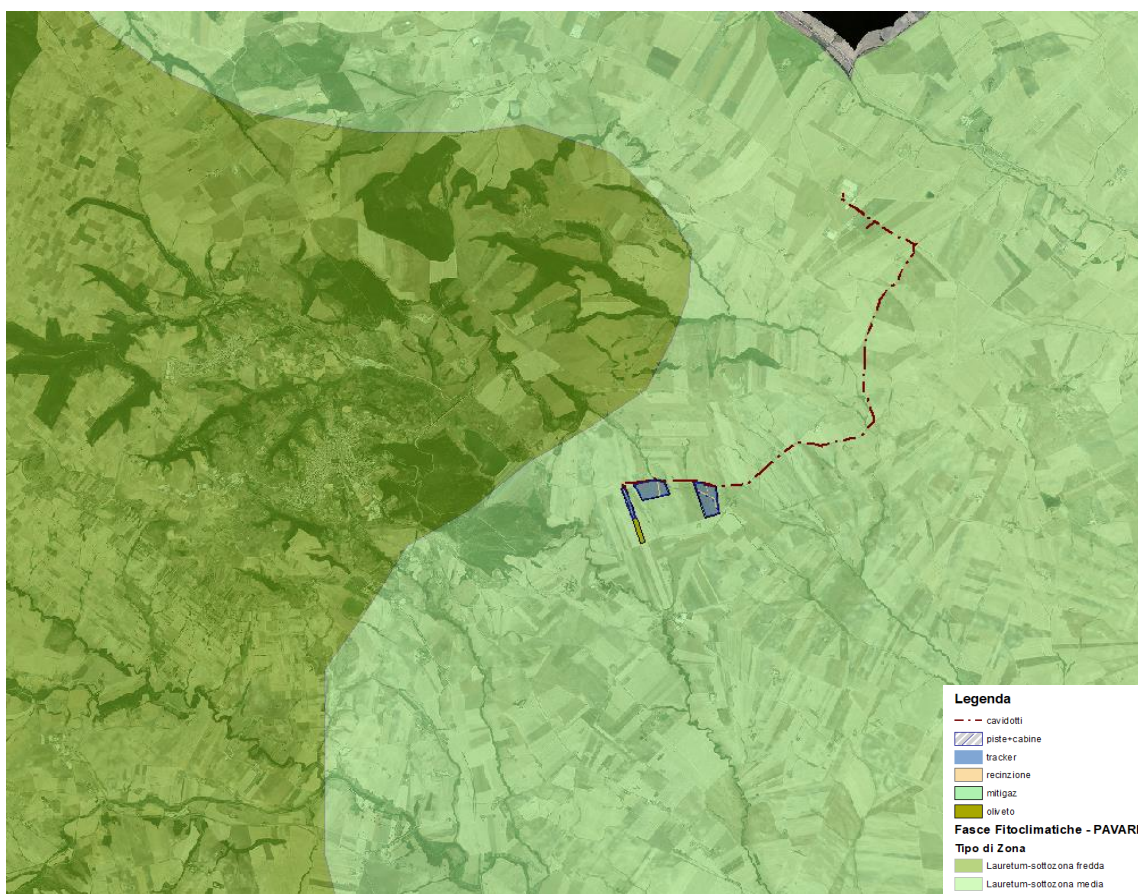 Legenda
cavidotti
piste+cabine
tracker
recinzione
mitigaz
oliveto
Fasce Fitoclimatiche - PAVARI
Tipo di Zona
Lauretum-sottozona fredda
Lauretum-sottozona media